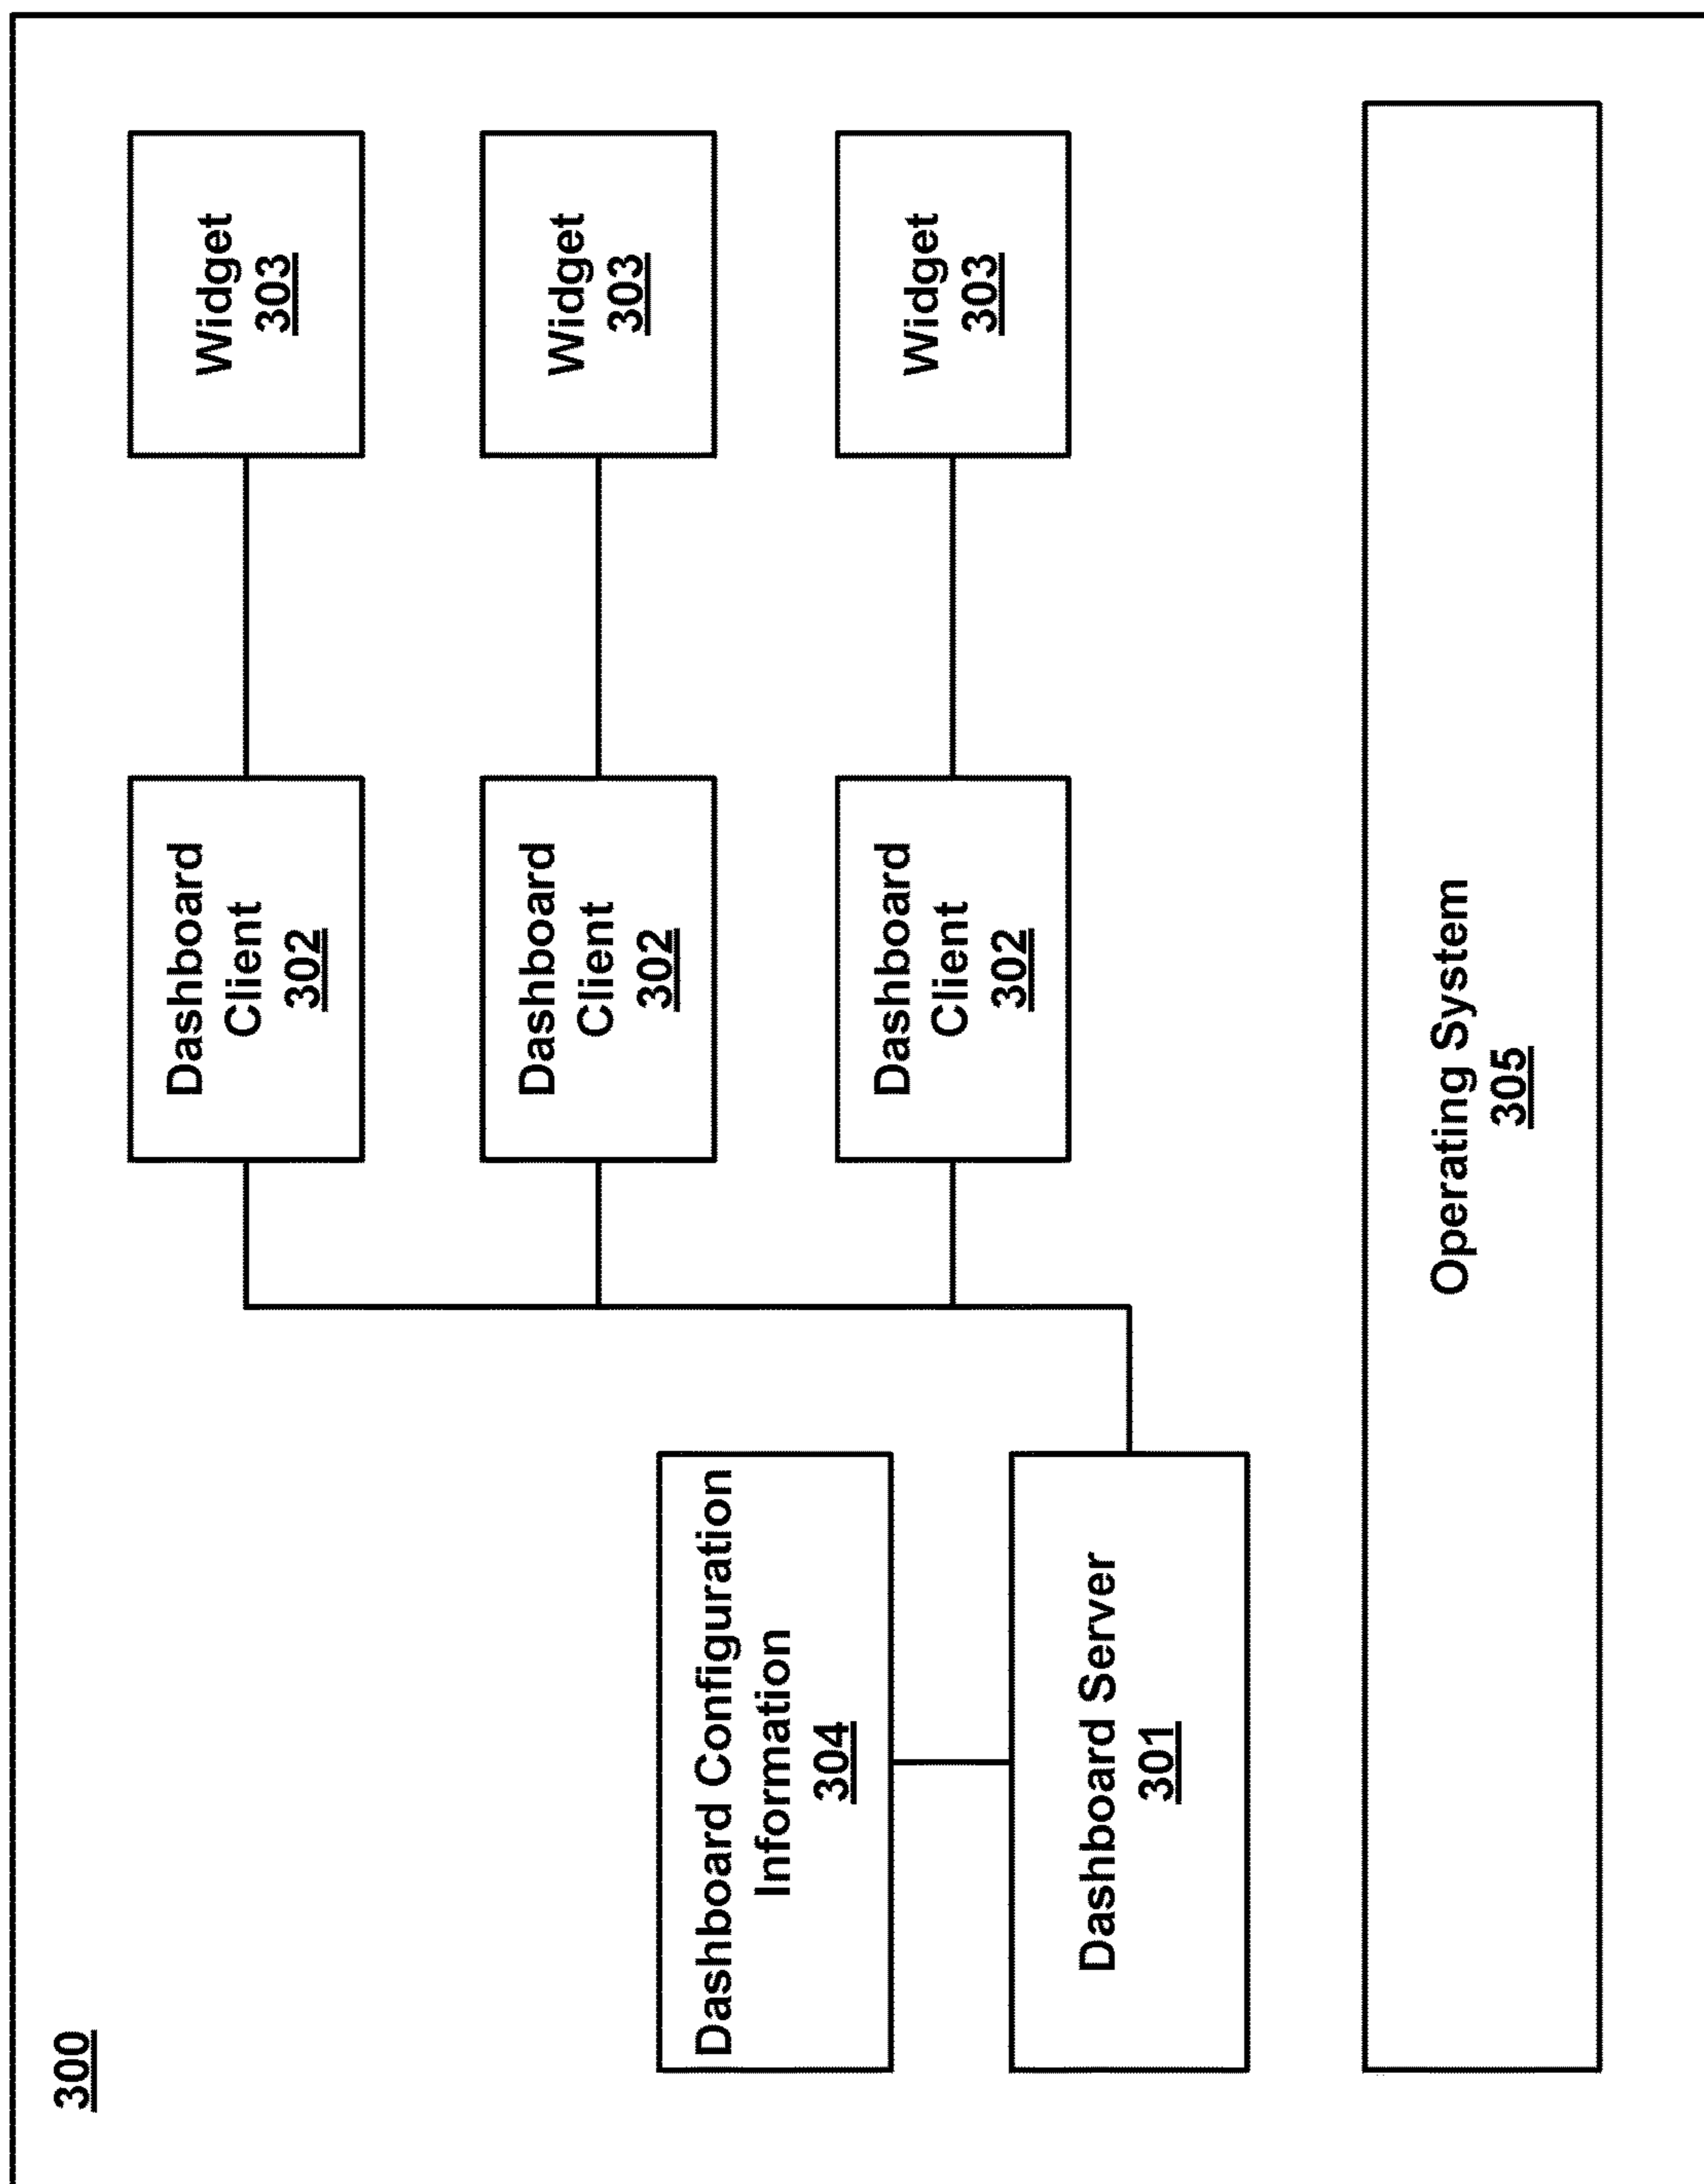 300
Dashboard
Client
302
Widget
303
Dashboard
Client
302
Widget
303
Dashboard Configuration
Information
304
Dashboard
Client
302
Widget
303
Dashboard Server
301
Operating System
305